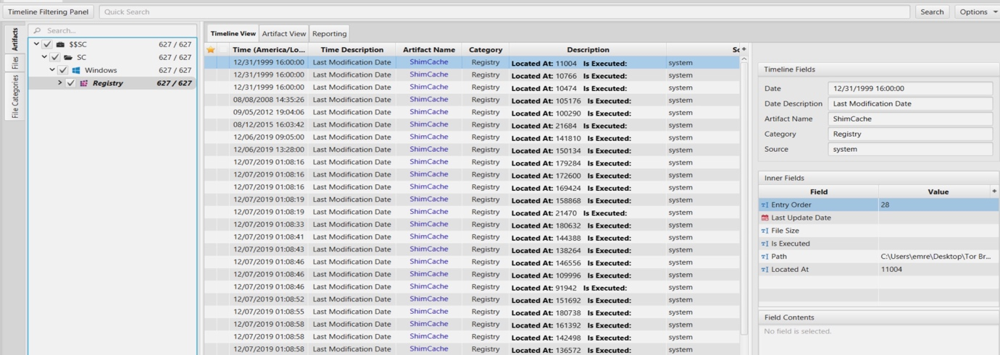 Timeline Filtering Panel Quick Search Search Options
Artifacts
Files
File Categories
Search...
$$SC 627 / 627
SC 627 / 627
Windows 627 / 627
Registry 627 / 627
Timeline View Artifact View Reporting
Time (America/Lo... Time Description Artifact Name Category Description Sc
12/31/1999 16:00:00 Last Modification Date ShimCache Registry Located At: 11004 Is Executed: system
12/31/1999 16:00:00 Last Modification Date ShimCache Registry Located At: 10766 Is Executed: system
12/31/1999 16:00:00 Last Modification Date ShimCache Registry Located At: 10474 Is Executed: system
08/08/2008 14:35:26 Last Modification Date ShimCache Registry Located At: 105176 Is Executed: system
09/05/2012 19:04:06 Last Modification Date ShimCache Registry Located At: 100290 Is Executed: system
08/12/2015 16:03:42 Last Modification Date ShimCache Registry Located At: 21684 Is Executed: system
12/06/2019 09:05:00 Last Modification Date ShimCache Registry Located At: 141810 Is Executed: system
12/06/2019 13:28:00 Last Modification Date ShimCache Registry Located At: 150134 Is Executed: system
12/07/2019 01:08:16 Last Modification Date ShimCache Registry Located At: 179284 Is Executed: system
12/07/2019 01:08:16 Last Modification Date ShimCache Registry Located At: 172600 Is Executed: system
12/07/2019 01:08:16 Last Modification Date ShimCache Registry Located At: 169424 Is Executed: system
12/07/2019 01:08:19 Last Modification Date ShimCache Registry Located At: 158868 Is Executed: system
12/07/2019 01:08:19 Last Modification Date ShimCache Registry Located At: 21470 Is Executed: system
12/07/2019 01:08:33 Last Modification Date ShimCache Registry Located At: 180632 Is Executed: system
12/07/2019 01:08:41 Last Modification Date ShimCache Registry Located At: 144388 Is Executed: system
12/07/2019 01:08:43 Last Modification Date ShimCache Registry Located At: 138264 Is Executed: system
12/07/2019 01:08:46 Last Modification Date ShimCache Registry Located At: 146556 Is Executed: system
12/07/2019 01:08:46 Last Modification Date ShimCache Registry Located At: 109996 Is Executed: system
12/07/2019 01:08:46 Last Modification Date ShimCache Registry Located At: 91942 Is Executed: system
12/07/2019 01:08:52 Last Modification Date ShimCache Registry Located At: 151692 Is Executed: system
12/07/2019 01:08:55 Last Modification Date ShimCache Registry Located At: 180738 Is Executed: system
12/07/2019 01:08:58 Last Modification Date ShimCache Registry Located At: 161392 Is Executed: system
12/07/2019 01:08:58 Last Modification Date ShimCache Registry Located At: 142498 Is Executed: system
12/07/2019 01:08:58 Last Modification Date ShimCache Registry Located At: 136572 Is Executed: system
Timeline Fields
Date 12/31/1999 16:00:00
Date Description Last Modification Date
Artifact Name ShimCache
Category Registry
Source system
Inner Fields
Field Value
Entry Order 28
Last Update Date
File Size
Is Executed
Path C:\Users\emre\Desktop\Tor Br...
Located At 11004
Field Contents
No field is selected.